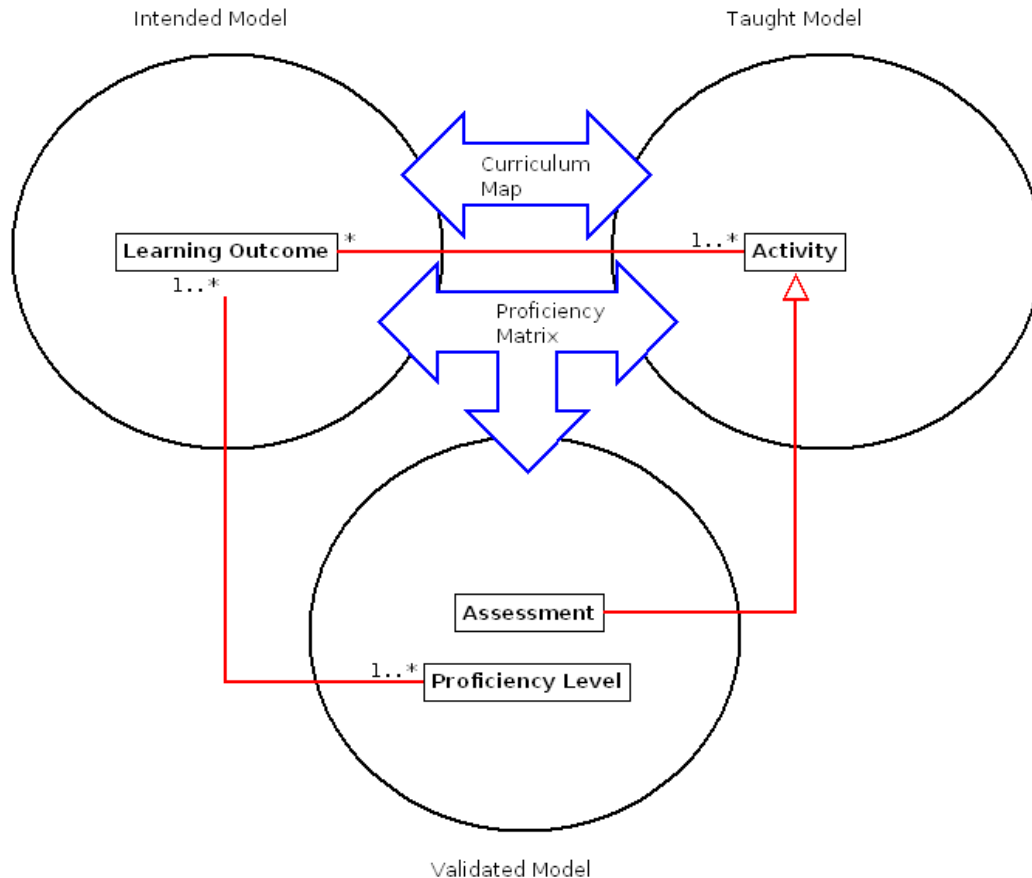 Intended Model
Taught Model
Curriculum
Map
Learning Outcome
*
1..*
Activity
1..*
Proficiency
Matrix
Assessment
1..*
Proficiency Level
Validated Model